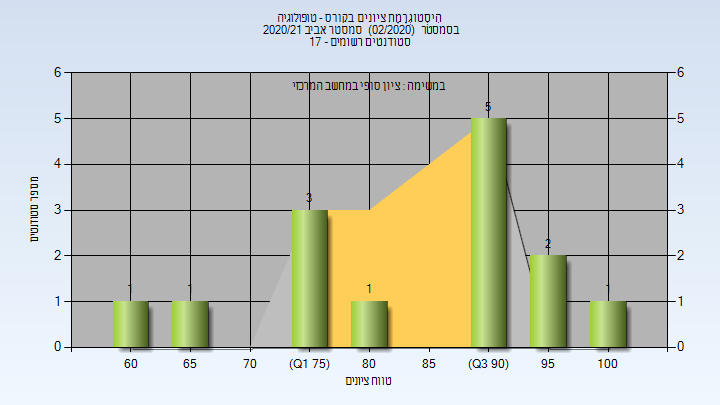 היסטוגרמת ציונים בקורס - טופולוגיה
בסמסטר (02/2020) סמסטר אביב 2020/21
סטודנטים רשומים - 17
במשימה : ציון סופי במחשב המרכזי
6 6
5 5
4 4
3 3
2 2
1 1
0 0
1 1 3 1 5 2 1
מספר סטודנטים
60 65 70 (Q1 75) 80 85 (Q3 90) 95 100
טווח ציונים